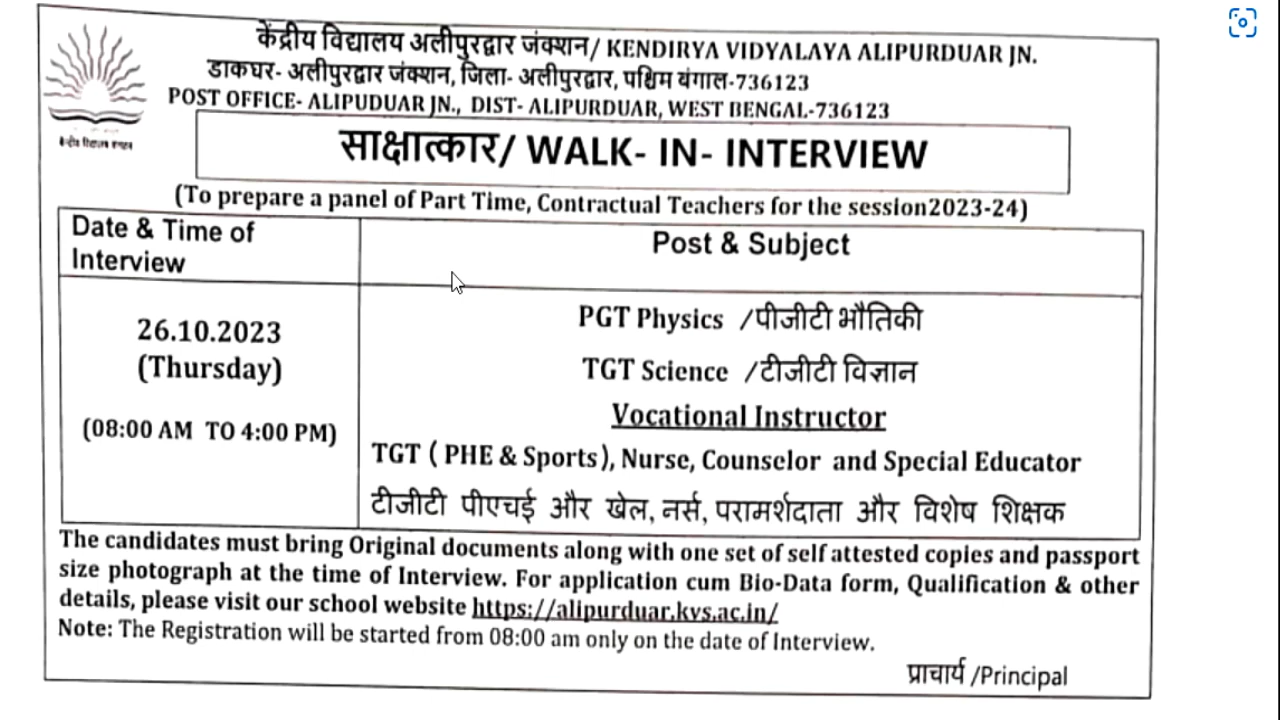 केंद्रीय विद्यालय अलीपुरद्वार जंक्शन/ KENDIRYA VIDYALAYA ALIPURDUAR JN.
डाकघर- अलीपुरद्वार जंक्शन, जिला- अलीपुरद्वार, पश्चिम बंगाल-736123
POST OFFICE- ALIPUDUAR JN., DIST- ALIPURDUAR, WEST BENGAL-736123
केंद्रीय विद्यालय संगठन
साक्षात्कार/ WALK- IN- INTERVIEW
(To prepare a panel of Part Time, Contractual Teachers for the session2023-24)
Date & Time of
Interview
Post & Subject
26.10.2023
(Thursday)
(08:00 AM TO 4:00 PM)
PGT Physics /पीजीटी भौतिकी
TGT Science /टीजीटी विज्ञान
Vocational Instructor
TGT ( PHE & Sports), Nurse, Counselor and Special Educator
टीजीटी पीएचई और खेल, नर्स, परामर्शदाता और विशेष शिक्षक
The candidates must bring Original documents along with one set of self attested copies and passport
size photograph at the time of Interview. For application cum Bio-Data form, Qualification & other
details, please visit our school website https://alipurduar.kvs.ac.in/
Note: The Registration will be started from 08:00 am only on the date of Interview.
प्राचार्य /Principal